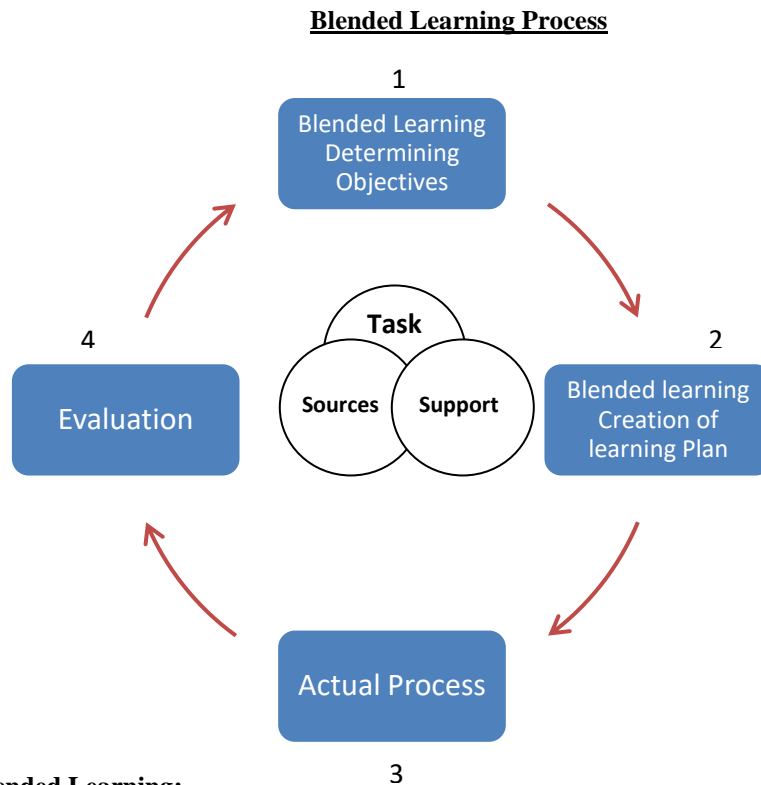 Blended Learning Process
1
Blended Learning
Determining
Objectives
Task
4
2
Sources
Support
Evaluation
Blended learning
Creation of
learning Plan
Actual Process
3
Learning: